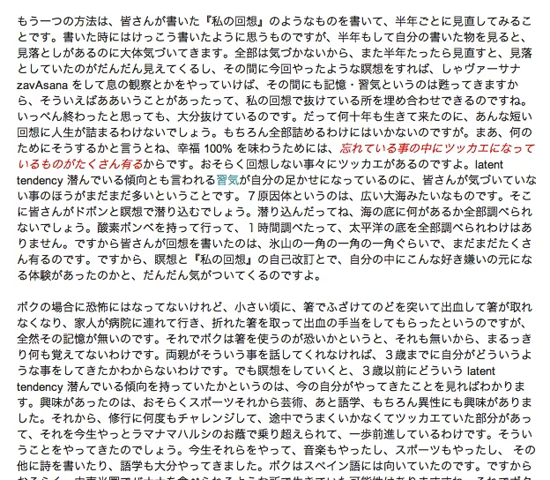 もう一つの方法は、皆さんが書いた『私の回想』のようなものを書いて、半年ごとに見直してみるこ
とです。書いた時にはけっこう書いたように思うものですが、半年もして自分の書いた物を見ると、
見落としがあるのに大体気づいてきます。全部は気づかないから、また半年たったら見直すと、見落
としていたのがだんだん見えてくるし、その間に今回やったような瞑想をすれば、しゃヴァーサナ
zavAsana をして息の観察とかをやっていけば、その間にも記憶・習気というのは甦ってきますか
ら、そういえばああいうことがあったって、私の回想で抜けている所を埋め合わせできるのですね。
いっぺん終わったと思っても、大分抜けているのです。だって何十年も生きて来たのに、あんな短い
回想に人生が詰まるわけないでしょう。もちろん全部詰めるわけにはいかないのですが。まあ、何の
ためにそうするかと言うとね、幸福 100% を味わうためには、忘れている事の中にツッカエになって
いるものがたくさん有るからです。おそらく回想しない事々にツッカエがあるのですよ。latent
tendency 潜んでいる傾向とも言われる習気が自分の足かせになっているのに、皆さんが気づいていな
い事のほうがまだまだ多いということです。７原因体というのは、広い大海みたいなものです。そこ
に皆さんがドボンと瞑想で潜り込むでしょう。潜り込んだってね、海の底に何があるか全部調べられ
ないでしょう。酸素ボンベを持って行って、１時間調べたって、太平洋の底を全部調べられわけはあ
りません。ですから皆さんが回想を書いたのは、氷山の一角の一角の一角ぐらいで、まだまだたくさ
ん有るのです。ですから、瞑想と『私の回想』の自己改訂とで、自分の中にこんな好き嫌いの元にな
る体験があったのかと、だんだん気がついてくるのですよ。
ボクの場合に恐怖にはなってないけれど、小さい頃に、箸でふざけてのどを突いて出血して箸が取れ
なくなり、家人が病院に連れて行き、折れた箸を取って出血の手当をしてもらったというのですが、
全然その記憶が無いのです。それでボクは箸を使うのが恐いかというと、それも無いから、まるっき
り何も覚えてないわけです。両親がそういう事を話してくれなければ、３歳までに自分がどういうよ
うな事をしてきたかわからないわけです。でも瞑想をしていくと、３歳以前にどういう latent
tendency 潜んでいる傾向を持っていたかというのは、今の自分がやってきたことを見ればわかりま
す。興味があったのは、おそらくスポーツそれから芸術、あと語学、もちろん異性にも興味がありま
した。それから、修行に何度もチャレンジして、途中でうまくいかなくてツッカエていた部分があっ
て、それを今生やっとラマナマハルシのお蔭で乗り超えられて、一歩前進しているわけです。そうい
うことをやってきたのでしょう。今生それらをやって、音楽もやったし、スポーツもやったし、その
他に詩を書いたり、語学も大分やってきました。ボクはスペイン語には向いていたのです。ですから